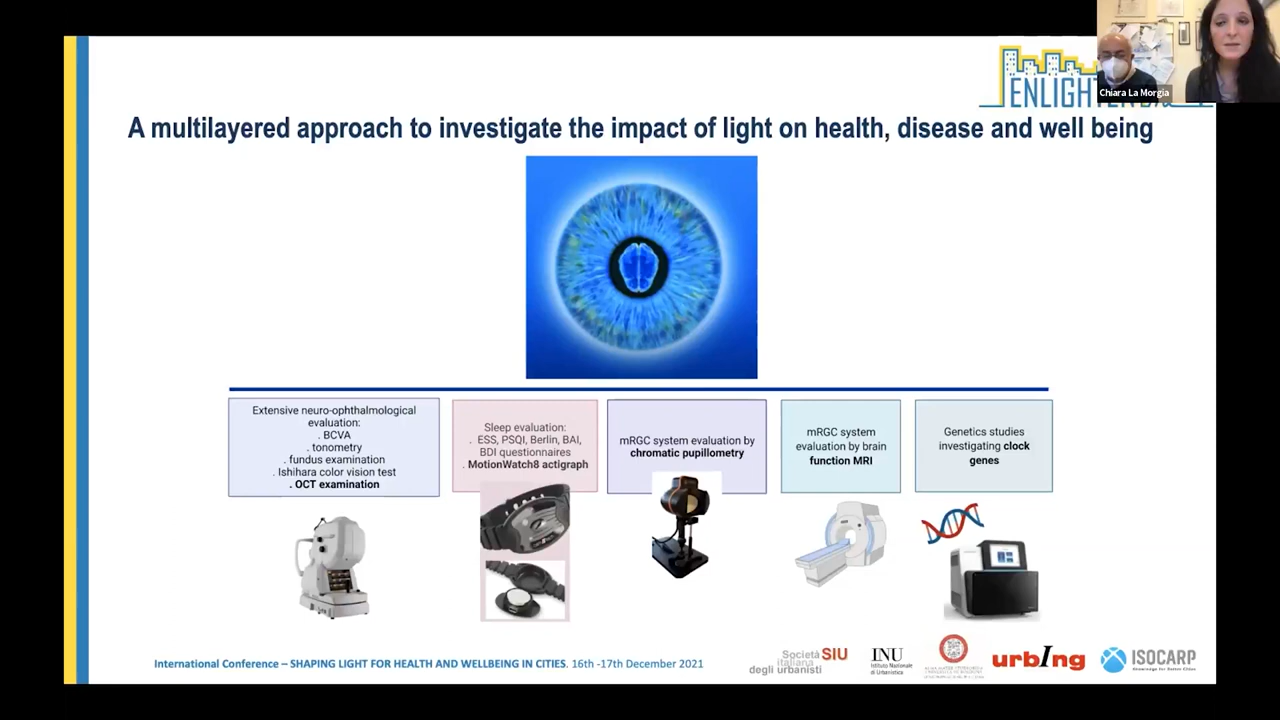 Chiara La Morgia
A multilayered approach to investigate the impact of light on health, disease and well being
Extensive neuro-ophthalmological
evaluation:
. BCVA
. tonometry
. fundus examination
. Ishihara color vision test
. OCT examination
Sleep evaluation:
. ESS, PSQI, Berlin, BAI,
BDI questionnaires
. MotionWatch8 actigraph
mRGC system evaluation by
chromatic pupillometry
mRGC system
evaluation by brain
function MRI
Genetics studies
investigating clock
genes
International Conference – SHAPING LIGHT FOR HEALTH AND WELLBEING IN CITIES. 16th -17th December 2021
Società SIU
italiana
degli urbanisti
INU
Istituto Nazionale
di Urbanistica
urbIng
ISOCARP
Knowledge for Better Cities